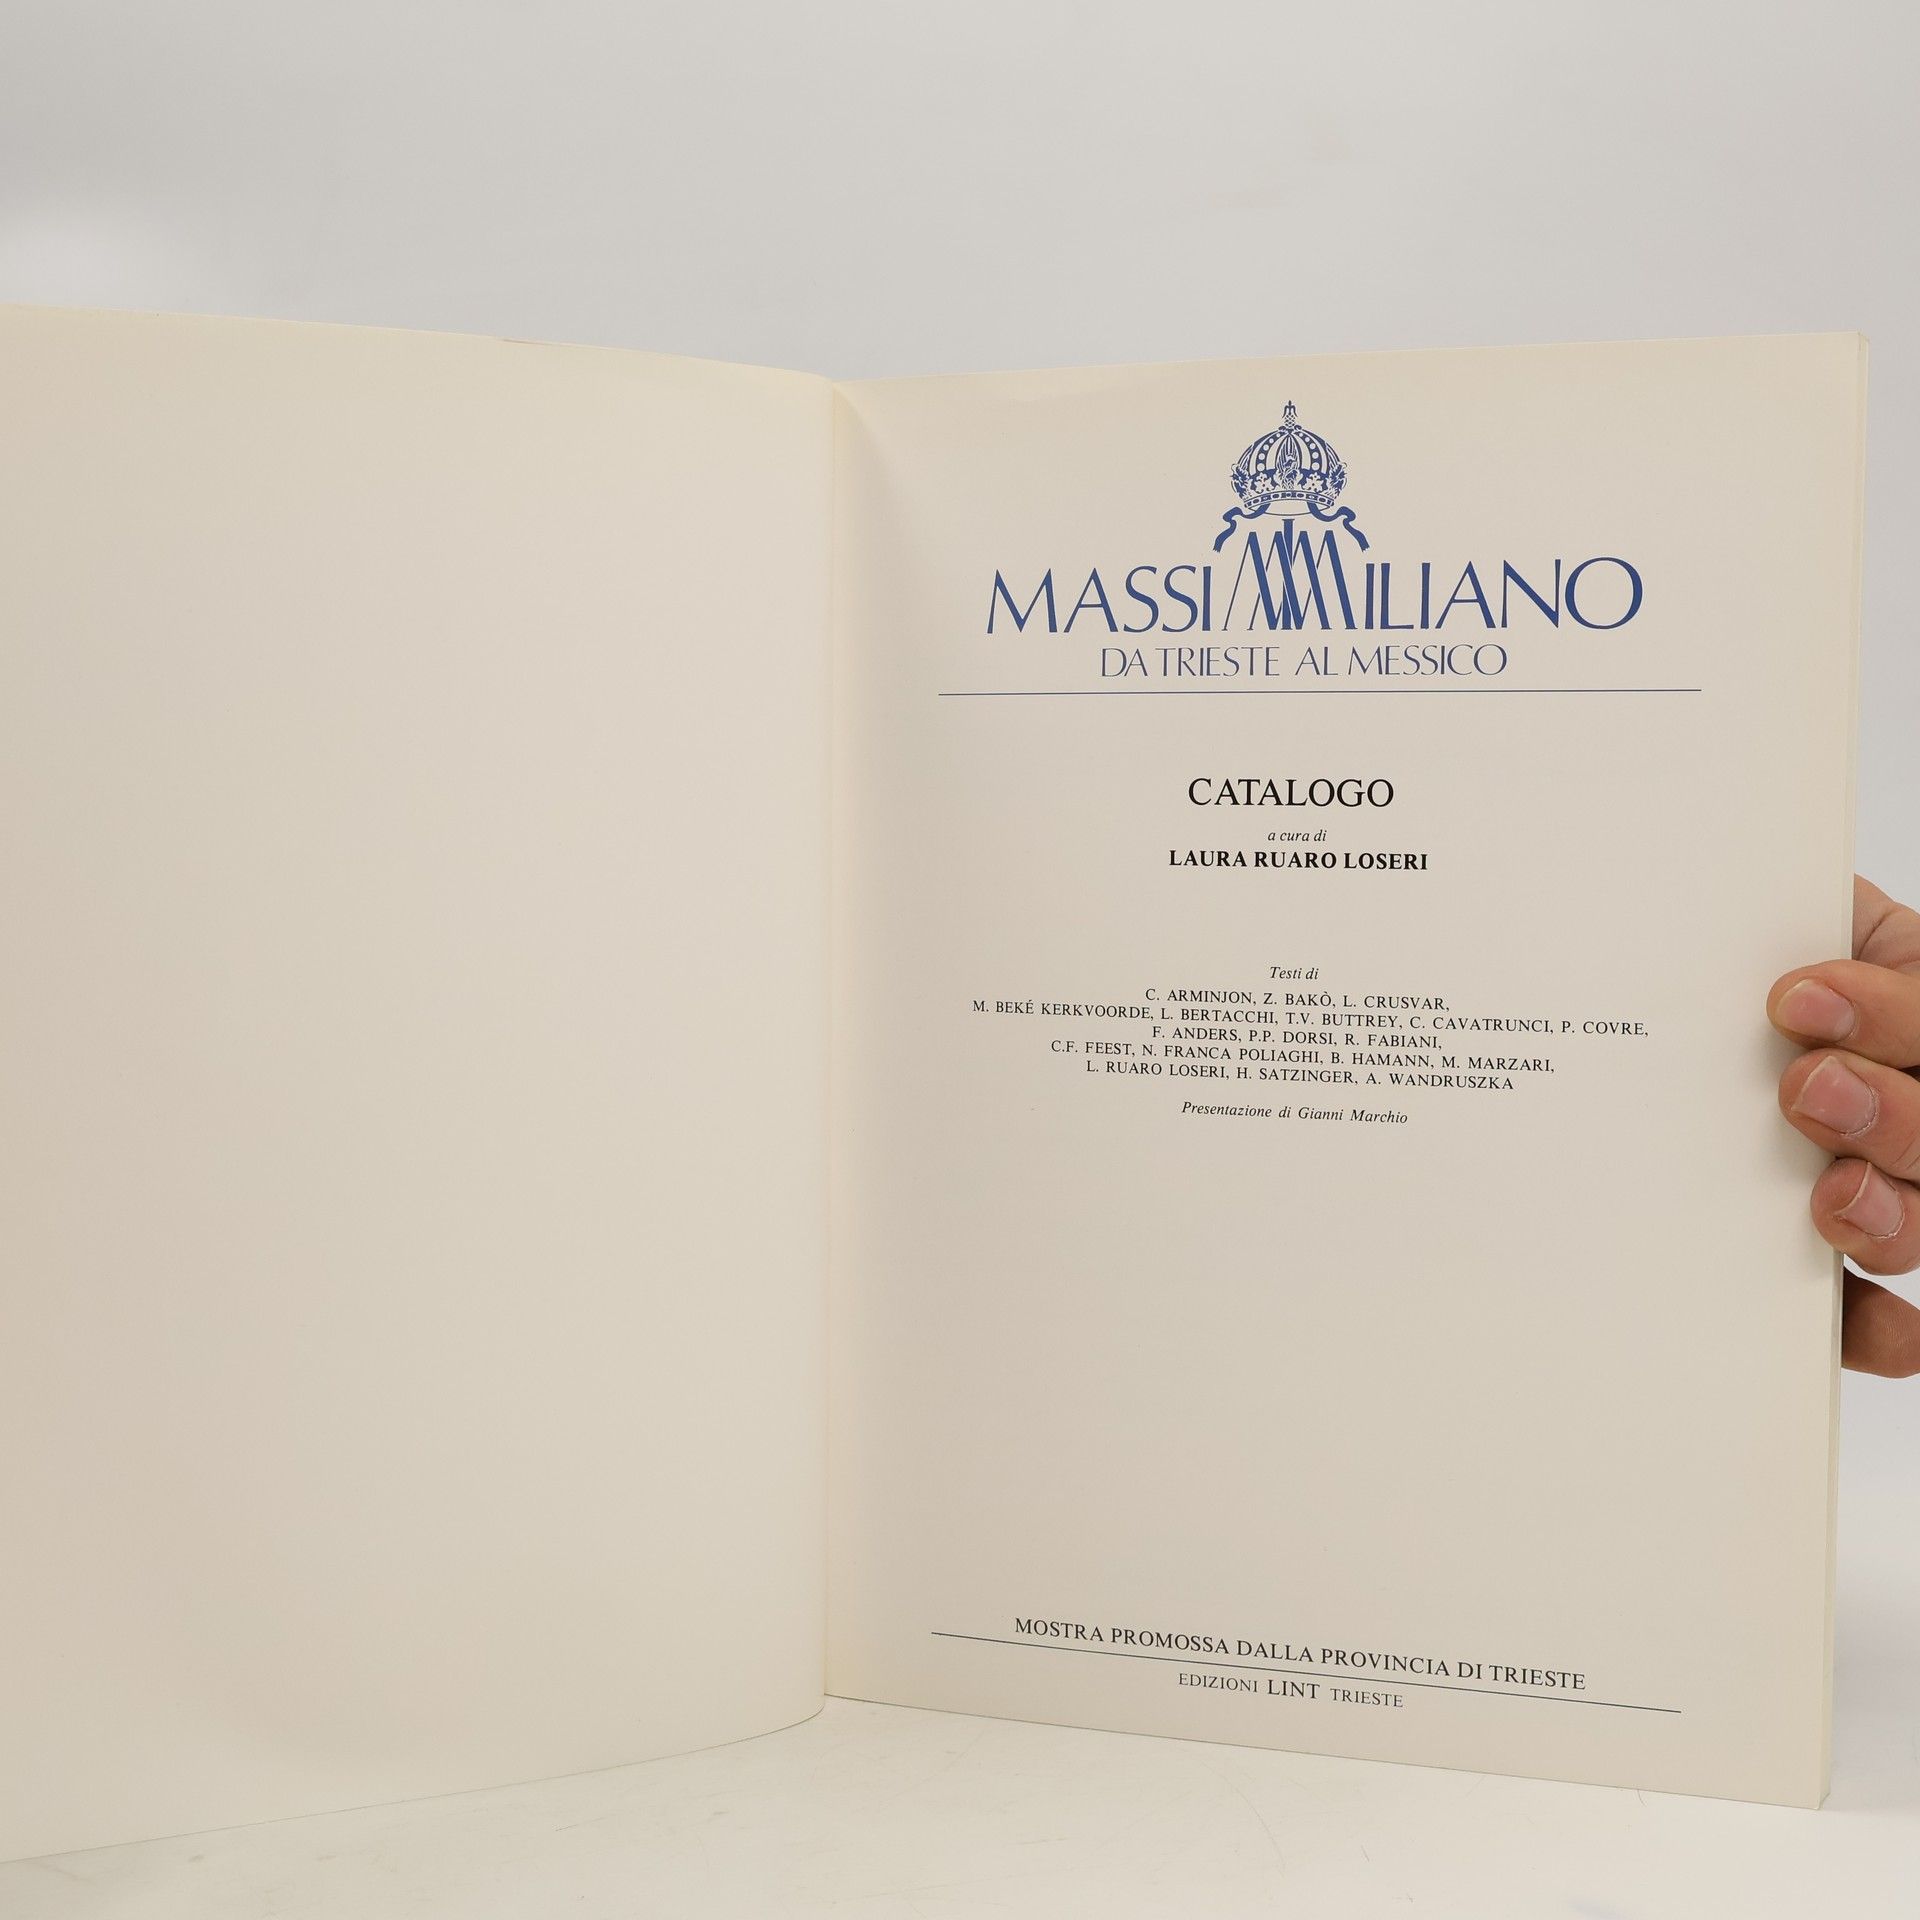 MASSIMMILIANO
DA TRIESTE AL MESSICO
CATALOGO
a cura di
LAURA RUARO LOSERI
Testi di
C. ARMINJON, Z. BAKÒ, L. CRUSVAR,
M. BEKÉ KERKVOORDE, L. BERTACCHI, T.V. BUTTREY, C. CAVATRUNCI, P. COVRE,
F. ANDERS, P.P. DORSI, R. FABIANI,
C.F. FEEST, N. FRANCA POLIAGHI, B. HAMANN, M. MARZARI,
L. RUARO LOSERI, H. SATZINGER, A. WANDRUSZKA
Presentazione di Gianni Marchio
MOSTRA PROMOSSA DALLA PROVINCIA DI TRIESTE
EDIZIONI LINT TRIESTE